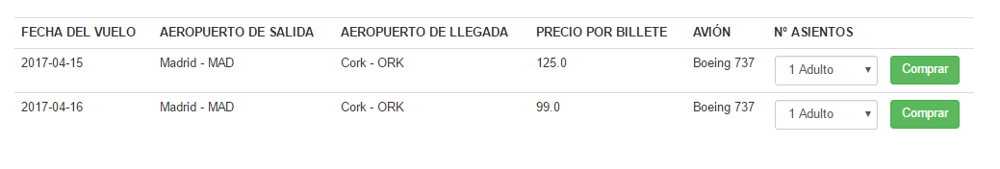 FECHA DEL VUELO AEROPUERTO DE SALIDA AEROPUERTO DE LLEGADA PRECIO POR BILLETE AVIÓN Nº ASIENTOS
2017-04-15 Madrid - MAD Cork - ORK 125.0 Boeing 737 1 Adulto Comprar
2017-04-16 Madrid - MAD Cork - ORK 99.0 Boeing 737 1 Adulto Comprar